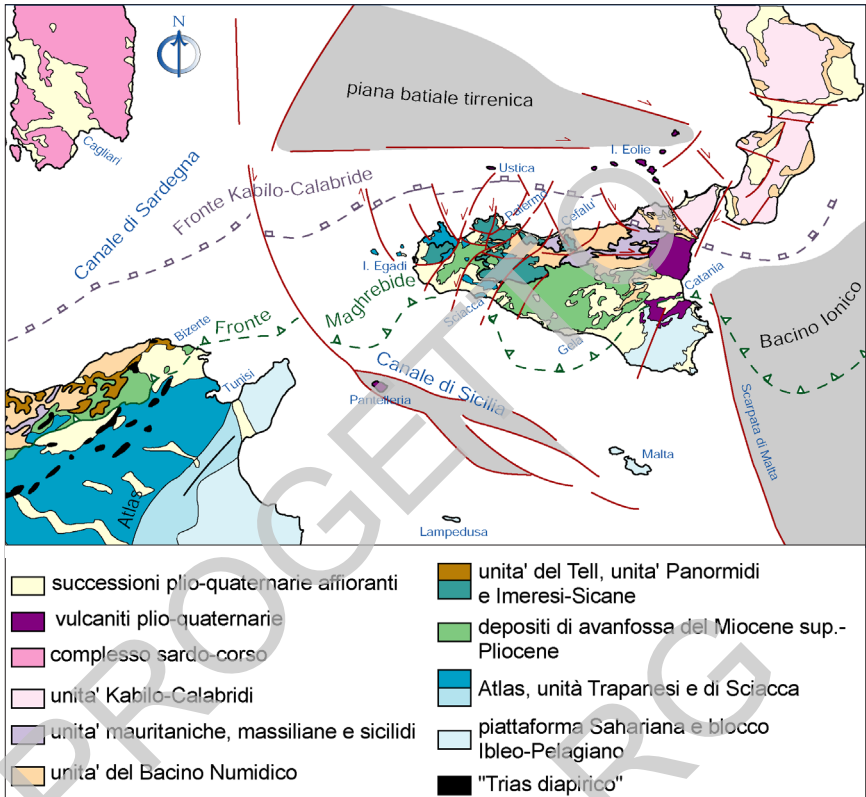 N
piana batiale tirrenica
Cagliari
I. Eolie
Ustica
Canale di Sardegna
Fronte Kabilo-Calabride
Palermo
Cefalu'
I. Egadi
Catania
Bacino Ionico
Maghrebide
Sciacca
Bizerte
Fronte
Gela
Tunisi
Canale di Sicilia
Pantelleria
Scarpata di Malta
Malta
Atlas
Lampedusa
successioni plio-quaternarie affioranti
vulcaniti plio-quaternarie
complesso sardo-corso
unita' Kabilo-Calabridi
unita' mauritaniche, massiliane e sicilidi
unita' del Bacino Numidico
unita' del Tell, unita' Panormidi
e Imeresi-Sicane
depositi di avanfossa del Miocene sup.-
Pliocene
Atlas, unità Trapanesi e di Sciacca
piattaforma Sahariana e blocco
Ibleo-Pelagiano
"Trias diapirico"
PROGETTO
RG